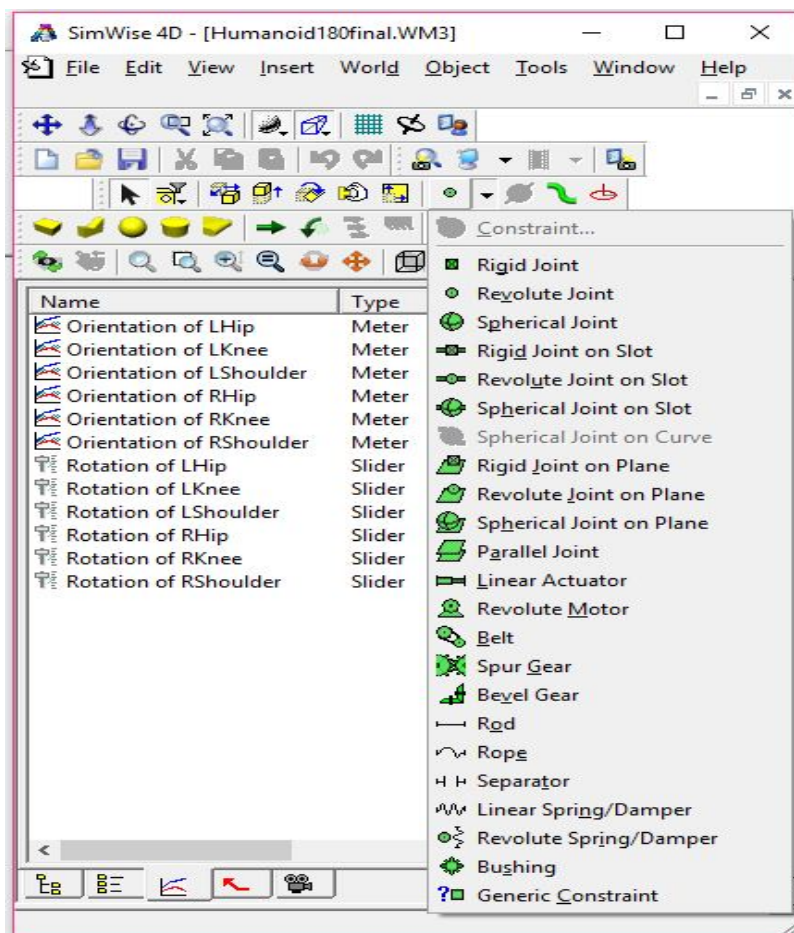 SimWise 4D - [Humanoid180final.WM3]
File Edit View Insert World Object Tools Window Help
Name Type
Orientation of LHip Meter
Orientation of LKnee Meter
Orientation of LShoulder Meter
Orientation of RHip Meter
Orientation of RKnee Meter
Orientation of RShoulder Meter
Rotation of LHip Slider
Rotation of LKnee Slider
Rotation of LShoulder Slider
Rotation of RHip Slider
Rotation of RKnee Slider
Rotation of RShoulder Slider
Constraint...
Rigid Joint
Revolute Joint
Spherical Joint
Rigid Joint on Slot
Revolute Joint on Slot
Spherical Joint on Slot
Spherical Joint on Curve
Rigid Joint on Plane
Revolute Joint on Plane
Spherical Joint on Plane
Parallel Joint
Linear Actuator
Revolute Motor
Belt
Spur Gear
Bevel Gear
Rod
Rope
Separator
Linear Spring/Damper
Revolute Spring/Damper
Bushing
Generic Constraint